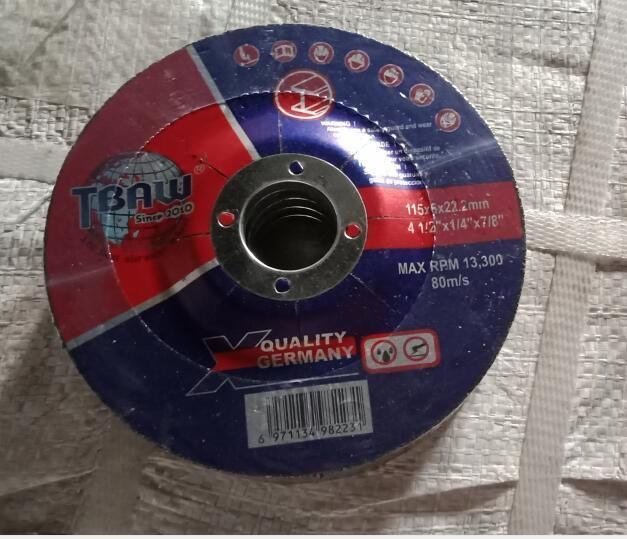 WARNING !
TBAW
®
Since 2010
115x6x22.2mm
4 1/2"x1/4"x7/8"
MAX RPM 13,300
80m/s
X
QUALITY
GERMANY
6 971134 982231